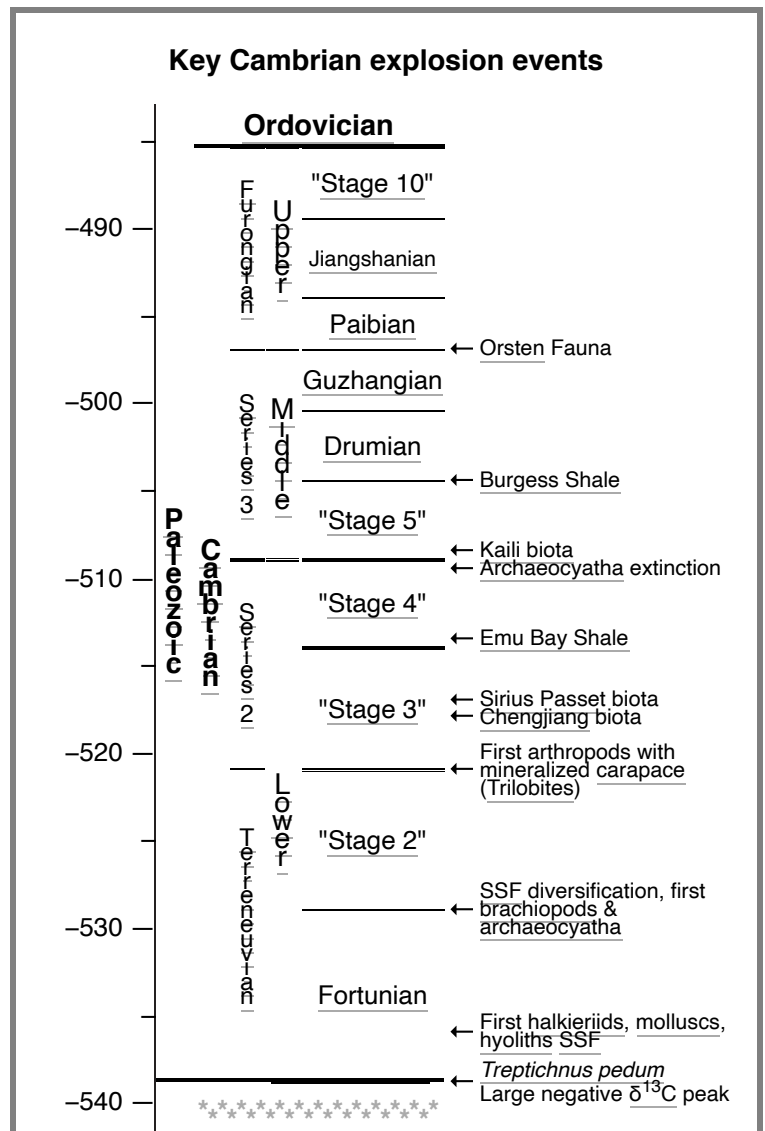 Key Cambrian explosion events
Ordovician
Furongian
Upper
"Stage 10"
−490
Jiangshanian
Paibian
Orsten Fauna
Guzhangian
−500
Series 3
Middle
Drumian
Burgess Shale
"Stage 5"
Paleozoic
Cambrian
Kaili biota
−510
Archaeocyatha extinction
Series 2
"Stage 4"
Emu Bay Shale
Sirius Passet biota
"Stage 3"
Chengjiang biota
−520
First arthropods with
mineralized carapace
(Trilobites)
Lower
Terreneuvian
"Stage 2"
SSF diversification, first
brachiopods &
archaeocyatha
−530
Fortunian
First halkieriids, molluscs,
hyoliths SSF
Treptichnus pedum
Large negative δ¹³C peak
−540